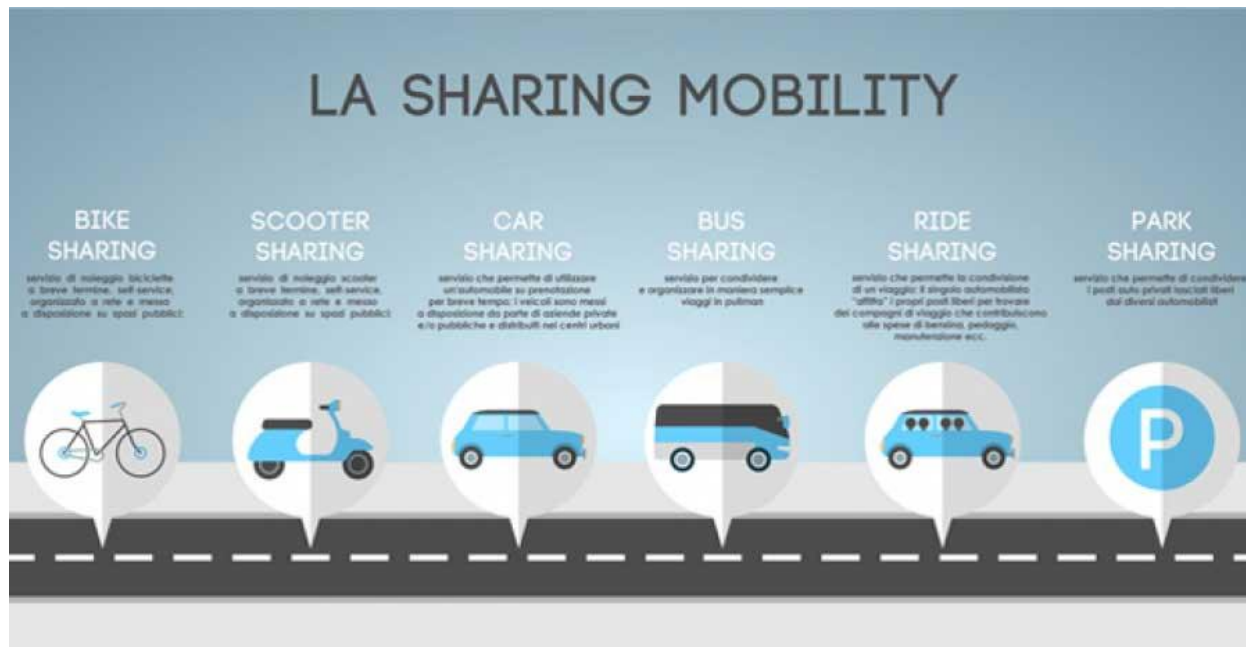 LA SHARING MOBILITY
BIKE
SHARING
servizio di noleggio biciclette
a breve termine, self-service,
organizzato a rete e messo
a disposizione su spazi pubblici;
SCOOTER
SHARING
servizio di noleggio scooter
a breve termine, self-service,
organizzato a rete e messo
a disposizione su spazi pubblici;
CAR
SHARING
servizio che permette di utilizzare
un'automobile su prenotazione
per breve tempo; i veicoli sono messi
a disposizione da parte di aziende private
e/o pubbliche e distribuiti nei centri urbani
BUS
SHARING
servizio per condividere
e organizzare in maniera semplice
viaggi in pullman
RIDE
SHARING
servizio che permette la condivisione
di un viaggio: il singolo automobilista
"affitta" i propri posti liberi per trovare
dei compagni di viaggio che contribuiscono
alle spese di benzina, pedaggio,
manutenzione ecc.
PARK
SHARING
servizio che permette di condividere
i posti auto privati lasciati liberi
dai diversi automobilisti
P